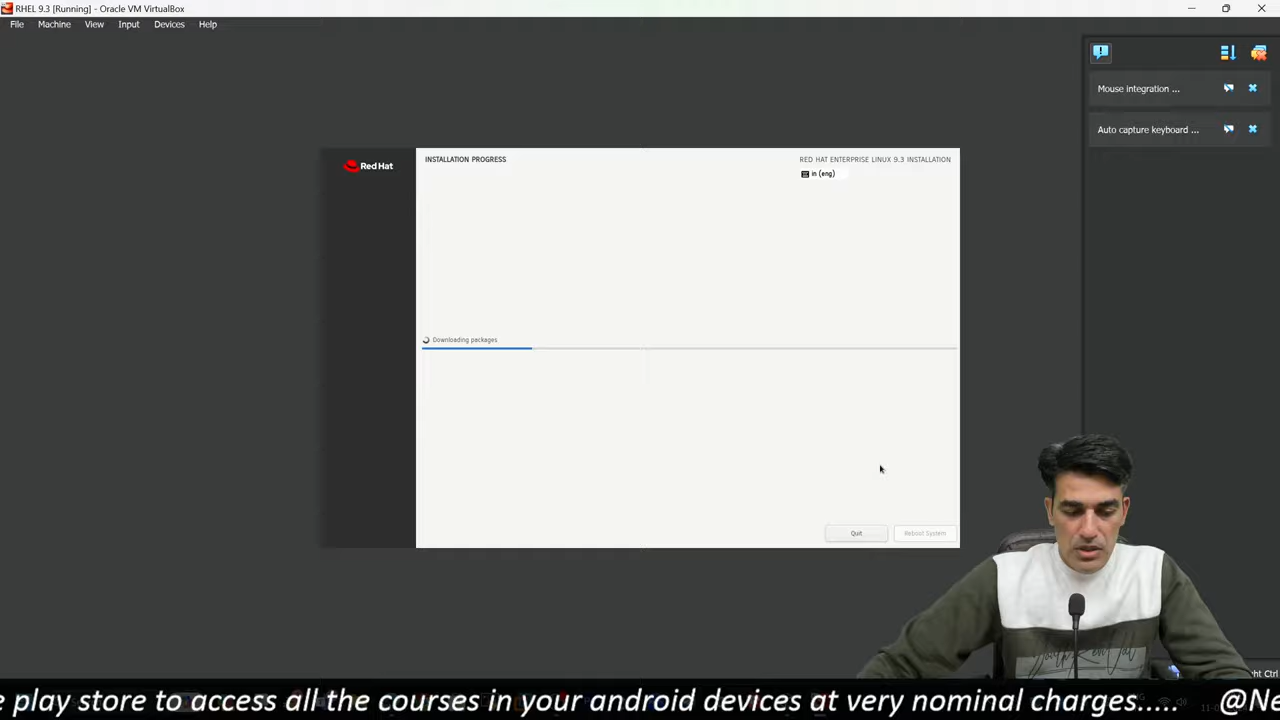 RHEL 9.3 [Running] - Oracle VM VirtualBox
File Machine View Input Devices Help
Mouse integration ...
Auto capture keyboard ...
Red Hat
INSTALLATION PROGRESS
RED HAT ENTERPRISE LINUX 9.3 INSTALLATION
in (eng)
Downloading packages
Quit
Reboot System
ht Ctrl
e play store to access all the courses in your android devices at very nominal charges..... @Ne